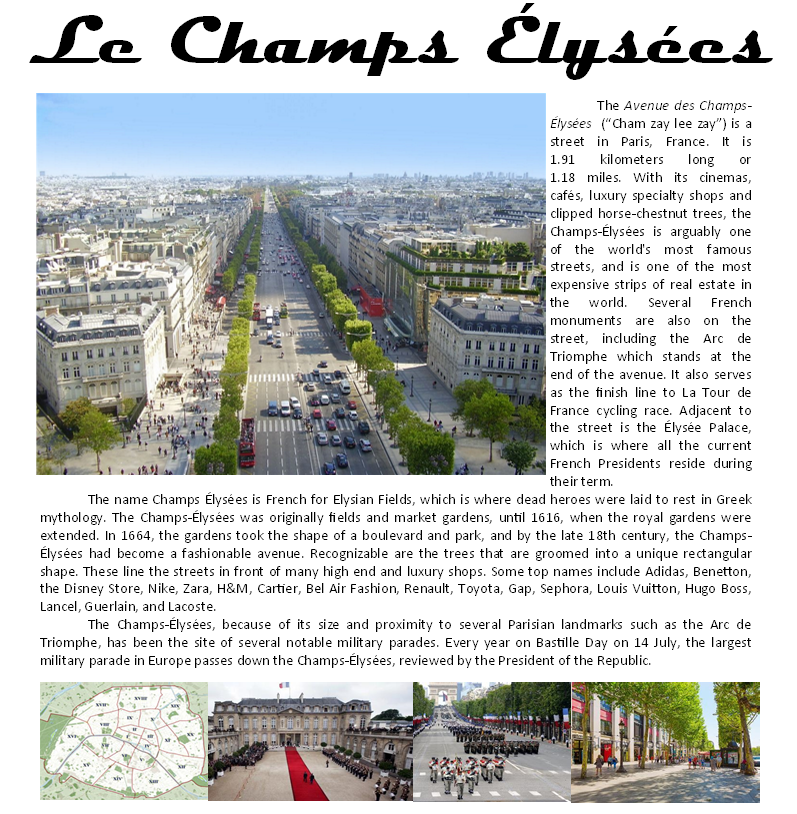 Le Champs Élysées
The Avenue des Champs-
Élysées (“Cham zay lee zay”) is a
street in Paris, France. It is
1.91 kilometers long or
1.18 miles. With its cinemas,
cafés, luxury specialty shops and
clipped horse-chestnut trees, the
Champs-Élysées is arguably one
of the world's most famous
streets, and is one of the most
expensive strips of real estate in
the world. Several French
monuments are also on the
street, including the Arc de
Triomphe which stands at the
end of the avenue. It also serves
as the finish line to La Tour de
France cycling race. Adjacent to
the street is the Élysée Palace,
which is where all the current
French Presidents reside during
their term.
The name Champs Élysées is French for Elysian Fields, which is where dead heroes were laid to rest in Greek
mythology. The Champs-Élysées was originally fields and market gardens, until 1616, when the royal gardens were
extended. In 1664, the gardens took the shape of a boulevard and park, and by the late 18th century, the Champs-
Élysées had become a fashionable avenue. Recognizable are the trees that are groomed into a unique rectangular
shape. These line the streets in front of many high end and luxury shops. Some top names include Adidas, Benetton,
the Disney Store, Nike, Zara, H&M, Cartier, Bel Air Fashion, Renault, Toyota, Gap, Sephora, Louis Vuitton, Hugo Boss,
Lancel, Guerlain, and Lacoste.
The Champs-Élysées, because of its size and proximity to several Parisian landmarks such as the Arc de
Triomphe, has been the site of several notable military parades. Every year on Bastille Day on 14 July, the largest
military parade in Europe passes down the Champs-Élysées, reviewed by the President of the Republic.
XVIII
XVII
XIX
X
XVI
XX
XV
XIV
XIII
XII